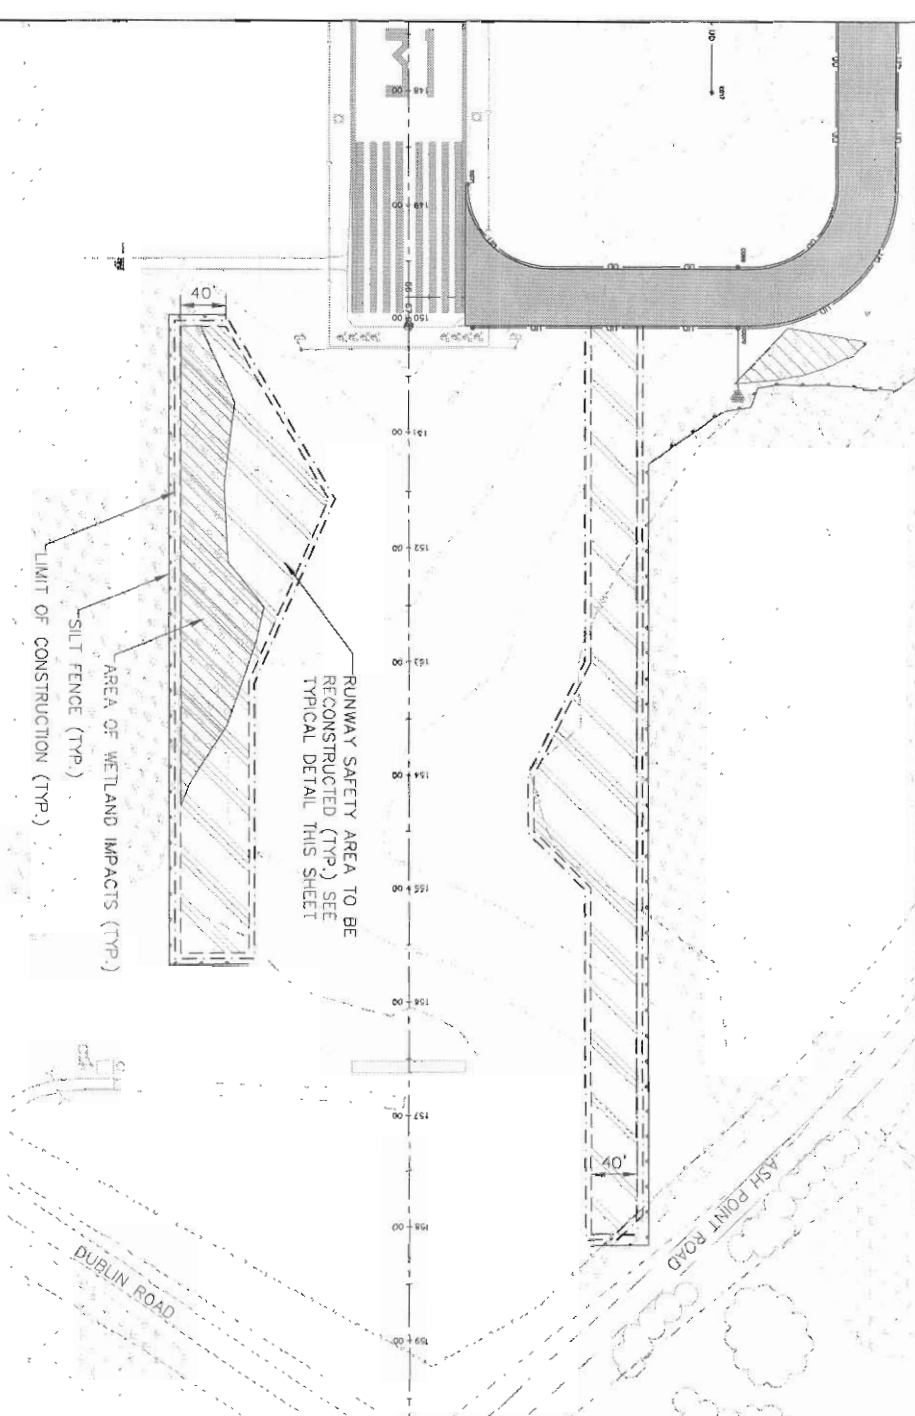 UD
148
00
149
00
150
00
40'
151
00
152
00
153
00
154
00
155
00
156
00
157
158
00
159
00
RUNWAY SAFETY AREA TO BE
RECONSTRUCTED (TYP.) SEE
TYPICAL DETAIL THIS SHEET
AREA OF WETLAND IMPACTS (TYP.)
SILT FENCE (TYP.)
LIMIT OF CONSTRUCTION (TYP.)
40'
ASH POINT ROAD
DUBLIN ROAD